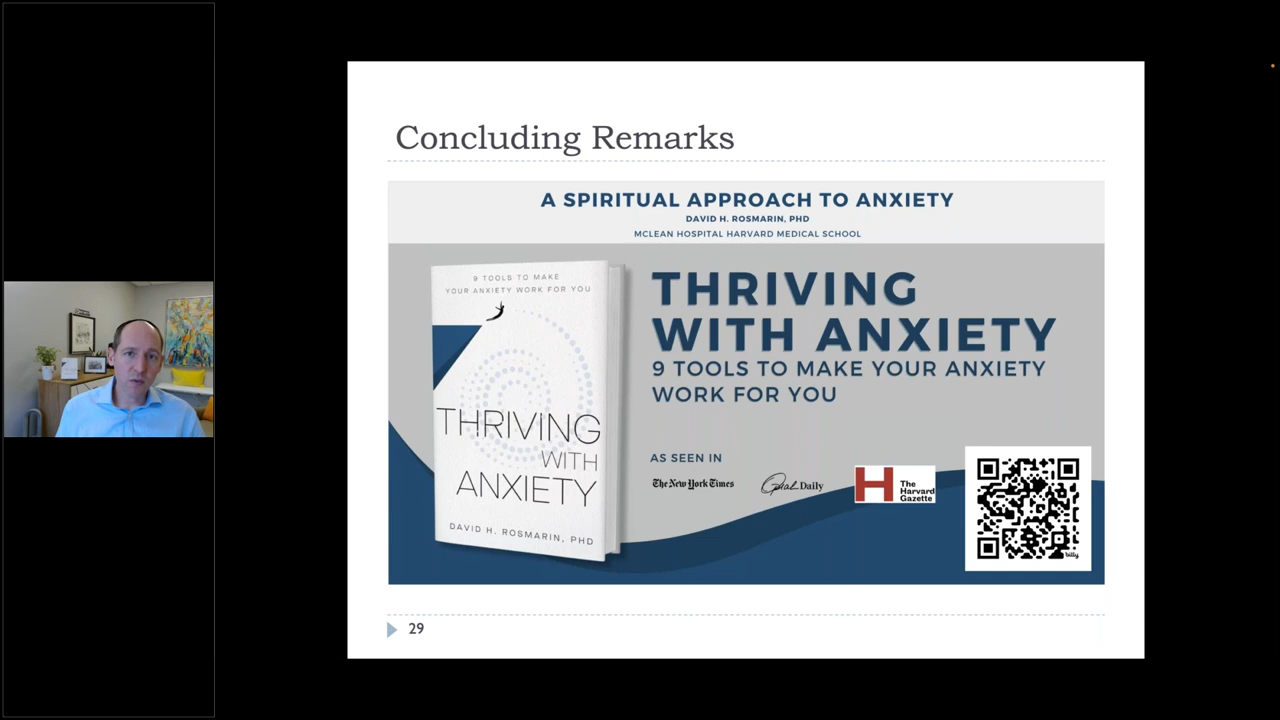 Concluding Remarks
A SPIRITUAL APPROACH TO ANXIETY
DAVID H. ROSMARIN, PHD
MCLEAN HOSPITAL HARVARD MEDICAL SCHOOL
9 TOOLS TO MAKE
YOUR ANXIETY WORK FOR YOU
THRIVING
WITH
ANXIETY
DAVID H. ROSMARIN, PHD
THRIVING
WITH ANXIETY
9 TOOLS TO MAKE YOUR ANXIETY
WORK FOR YOU
AS SEEN IN
The New York Times
Oprah Daily
H The
Harvard
Gazette
bitly
29